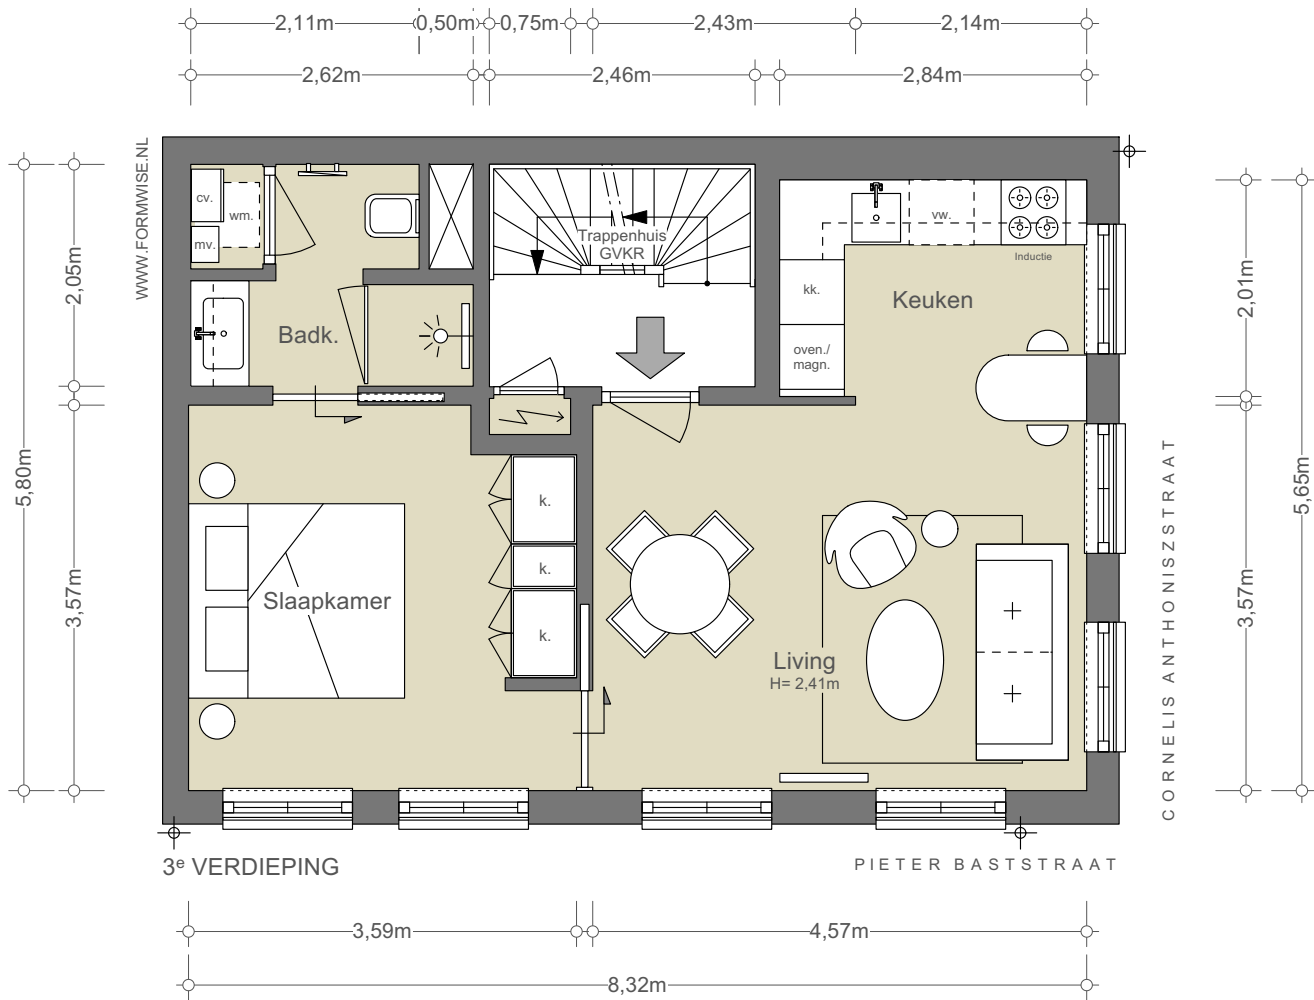 2,11m
0,50m
0,75m
2,43m
2,14m
2,62m
2,46m
2,84m
WWW.FORMWISE.NL
cv.
wm.
mv.
Trappenhuis
GVKR
vw.
Inductie
kk.
Keuken
oven./
magn.
Badk.
2,05m
5,80m
3,57m
2,01m
5,65m
3,57m
k.
k.
k.
Slaapkamer
Living
H= 2,41m
CORNELIS ANTHONISZSTRAAT
3e VERDIEPING
PIETER BASTSTRAAT
3,59m
4,57m
8,32m